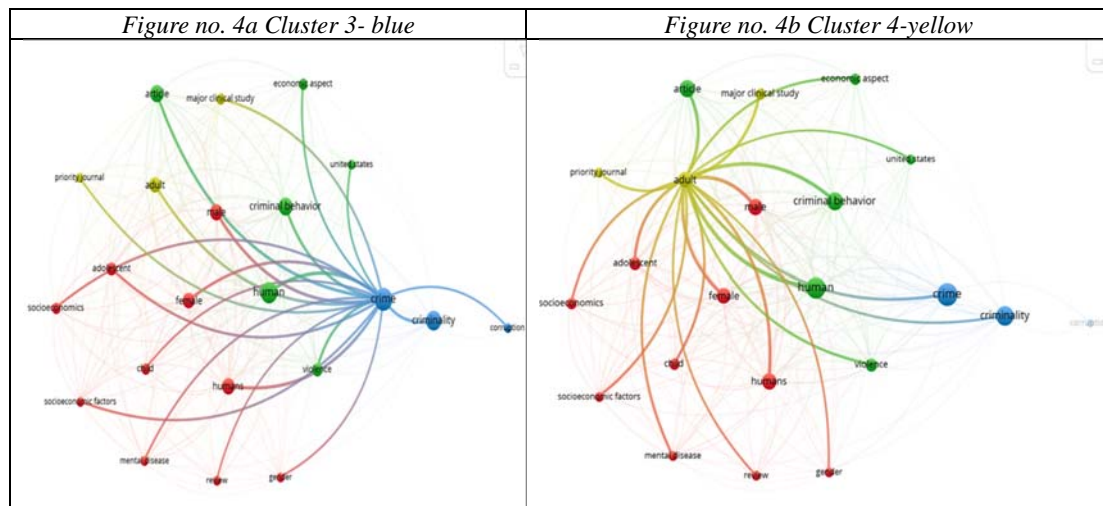 Figure no. 4a Cluster 3- blue
Figure no. 4b Cluster 4-yellow
economic aspect
article
major clinical study
united states
priority journal
adult
male
criminal behavior
adolescent
human
crime
socioeconomics
female
criminality
corruption
child
violence
humans
socioeconomic factors
mental disease
review
gender
economic aspect
article
major clinical study
united states
priority journal
adult
criminal behavior
male
adolescent
human
crime
female
socioeconomics
criminality
corruption
child
violence
humans
socioeconomic factors
mental disease
review
gender